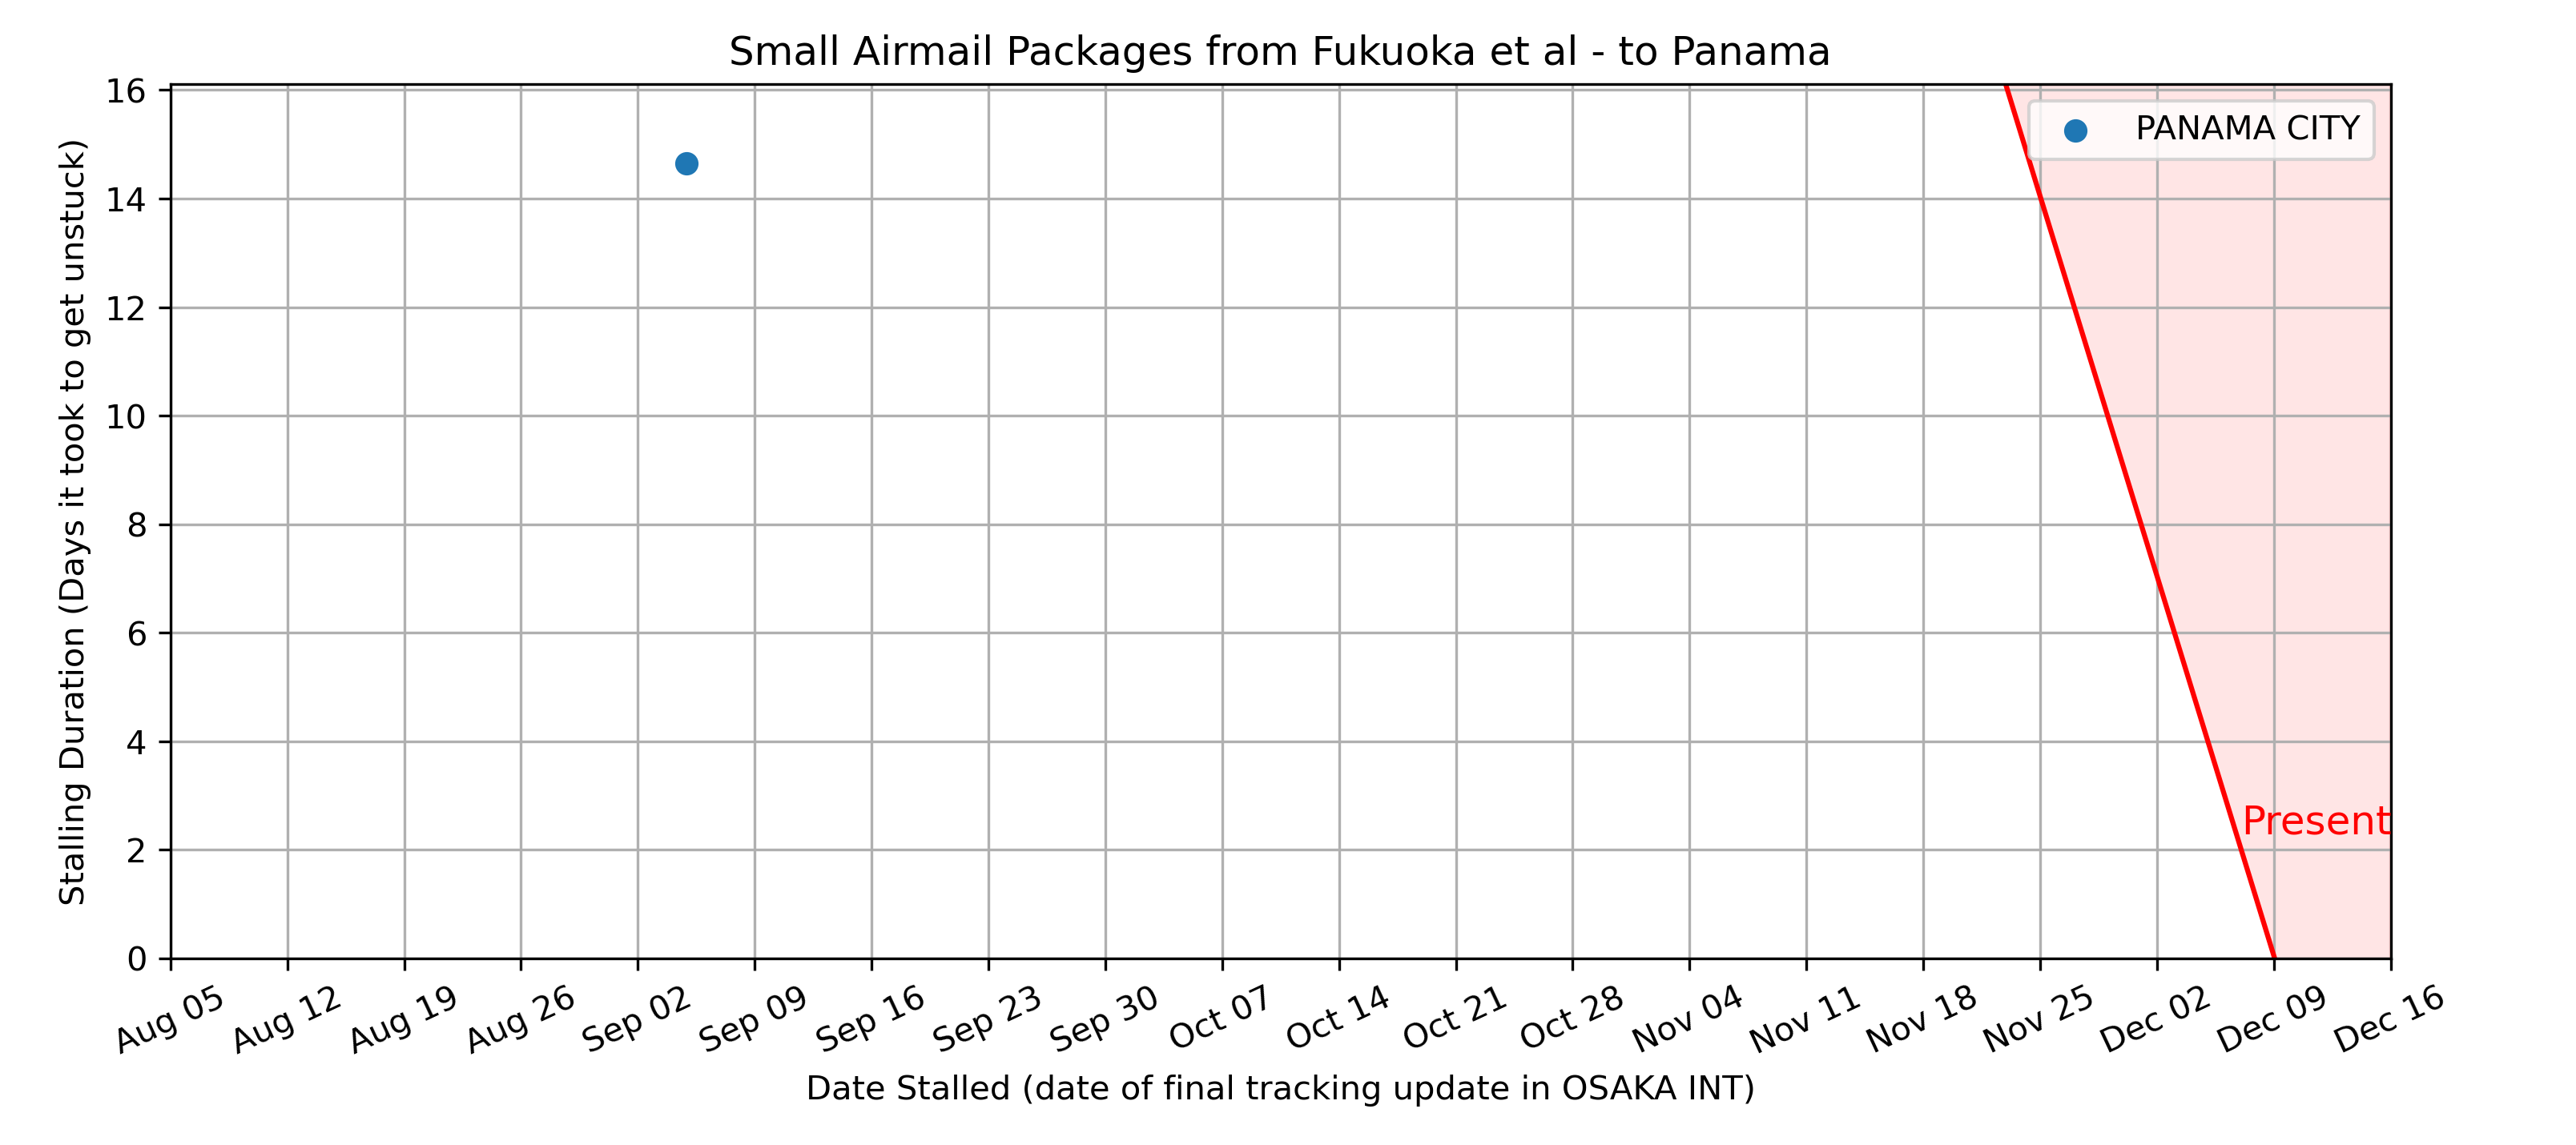 Small Airmail Packages from Fukuoka et al - to Panama
PANAMA CITY
Stalling Duration (Days it took to get unstuck)
16
14
12
10
8
6
4
2
0
Present
Aug 05
Aug 12
Aug 19
Aug 26
Sep 02
Sep 09
Sep 16
Sep 23
Sep 30
Oct 07
Oct 14
Oct 21
Oct 28
Nov 04
Nov 11
Nov 18
Nov 25
Dec 02
Dec 09
Dec 16
Date Stalled (date of final tracking update in OSAKA INT)